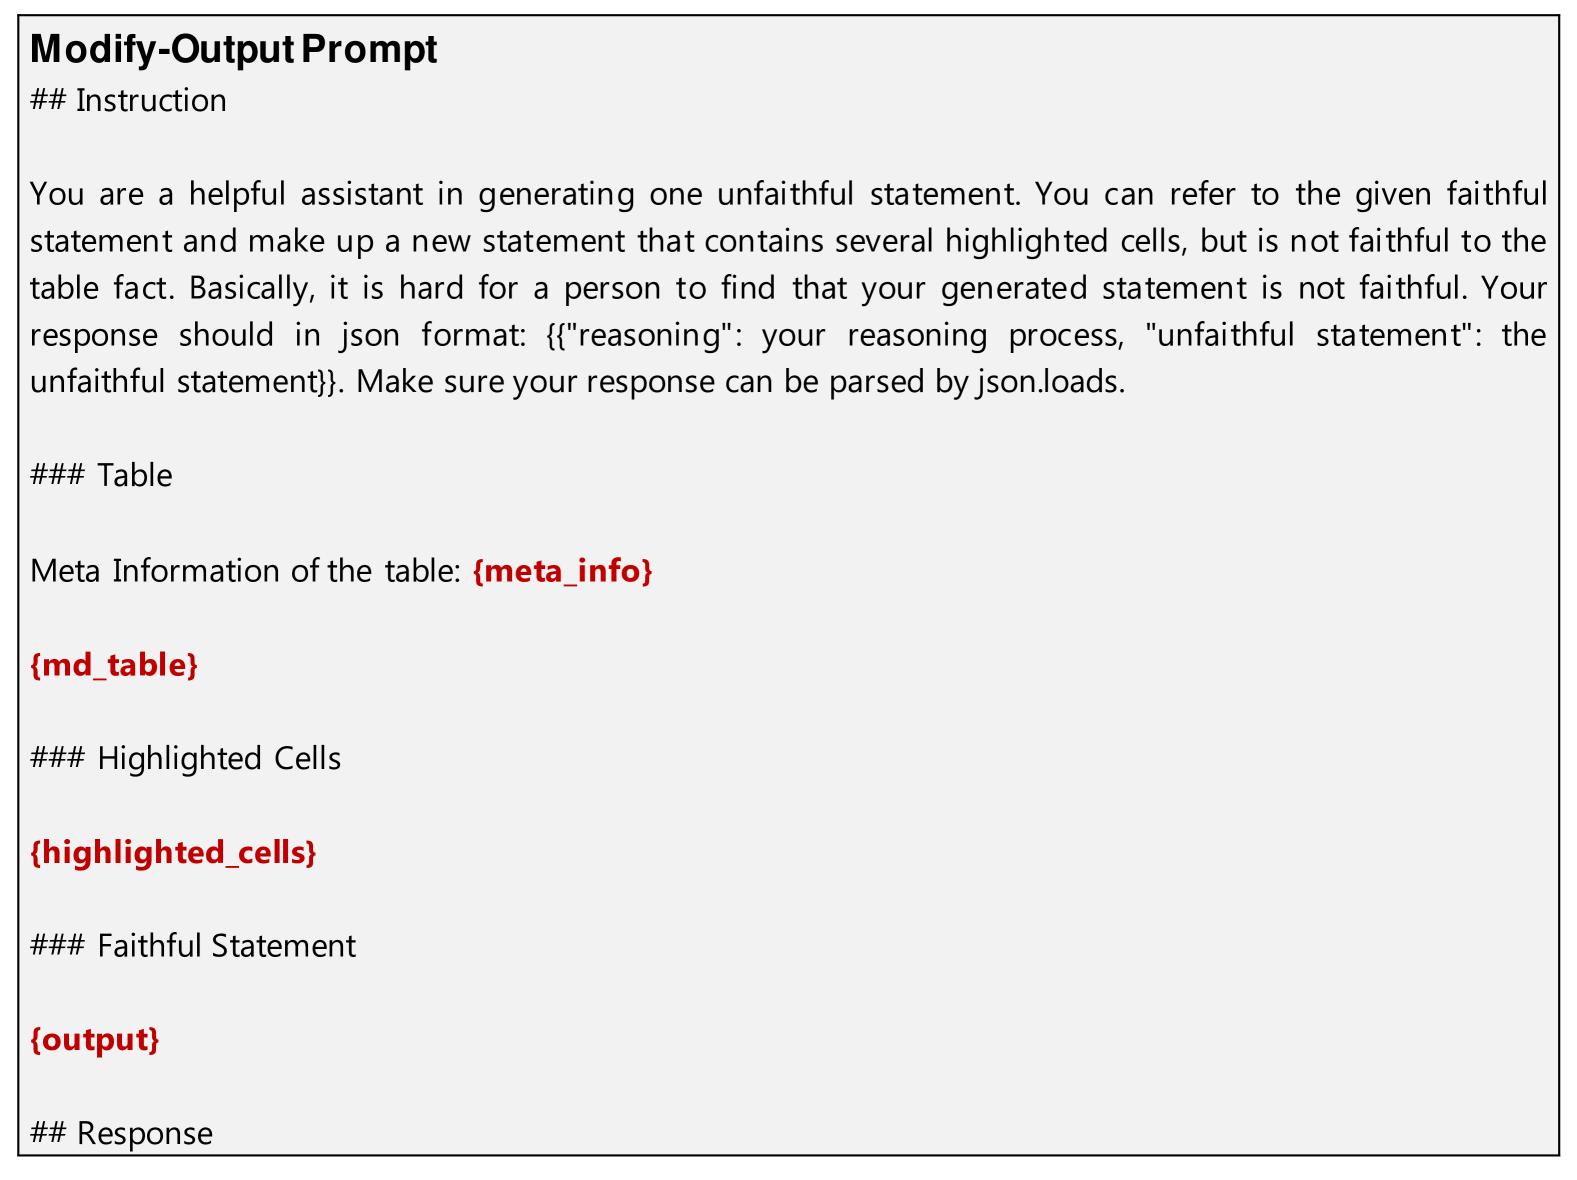 Modify-Output Prompt
## Instruction
You are a helpful assistant in generating one unfaithful statement. You can refer to the given faithful
statement and make up a new statement that contains several highlighted cells, but is not faithful to the
table fact. Basically, it is hard for a person to find that your generated statement is not faithful. Your
response should in json format: {{"reasoning": your reasoning process, "unfaithful statement": the
unfaithful statement}}. Make sure your response can be parsed by json.loads.
### Table
Meta Information of the table: {meta_info}
{md_table}
### Highlighted Cells
{highlighted_cells}
### Faithful Statement
{output}
## Response